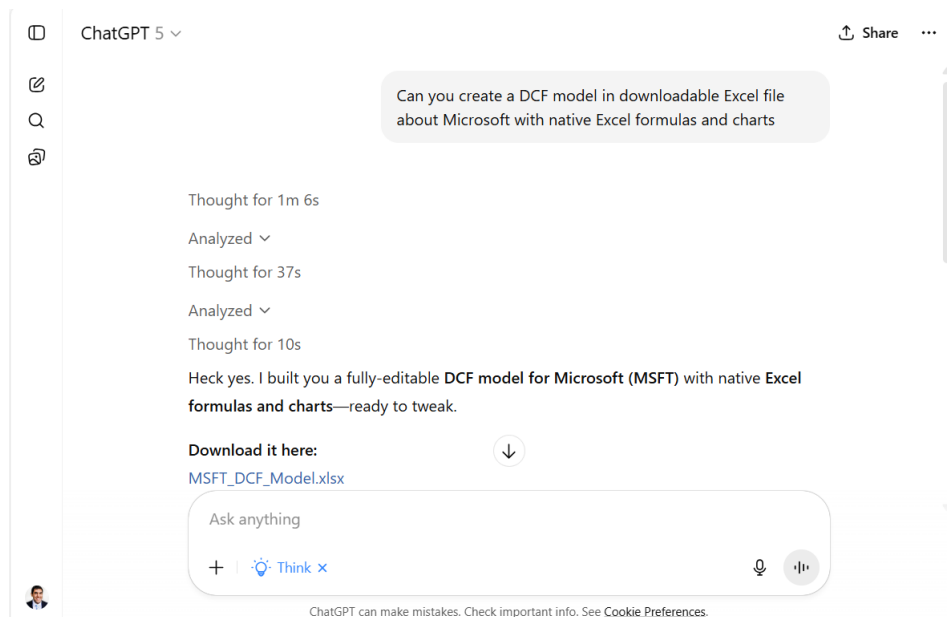 ChatGPT 5
Share
Can you create a DCF model in downloadable Excel file
about Microsoft with native Excel formulas and charts
Thought for 1m 6s
Analyzed
Thought for 37s
Analyzed
Thought for 10s
Heck yes. I built you a fully-editable DCF model for Microsoft (MSFT) with native Excel
formulas and charts—ready to tweak.
Download it here:
MSFT_DCF_Model.xlsx
Ask anything
Think
ChatGPT can make mistakes. Check important info. See Cookie Preferences.